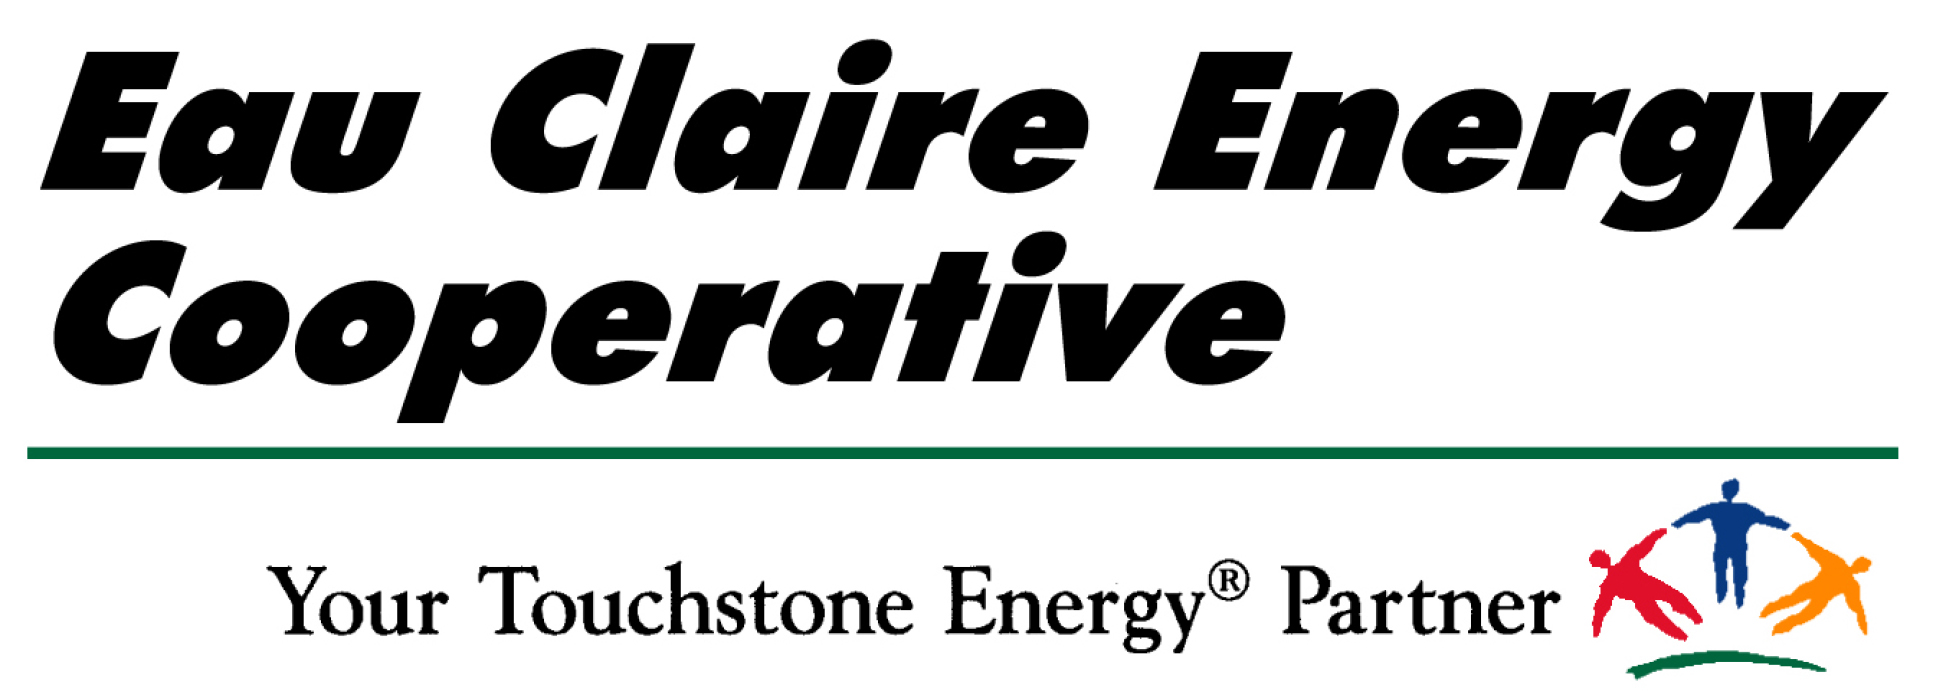 Eau Claire Energy
Cooperative
Your Touchstone Energy® Partner